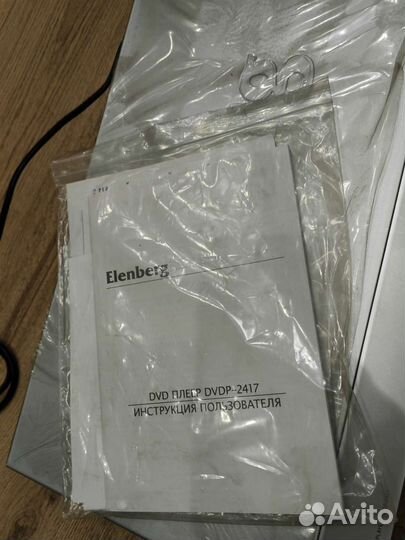 Elenberg
DVD ПЛЕЕР DVDP-2417
ИНСТРУКЦИЯ ПОЛЬЗОВАТЕЛЯ
Avito